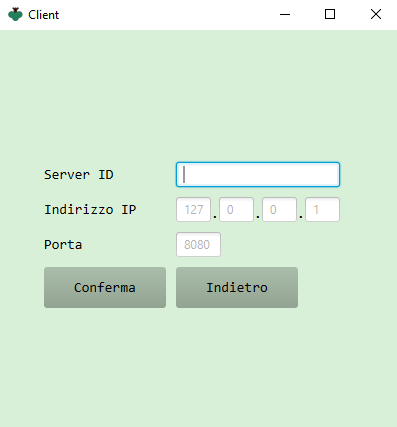 Client
Server ID
Indirizzo IP 127 . 0 . 0 . 1
Porta 8080
Conferma Indietro